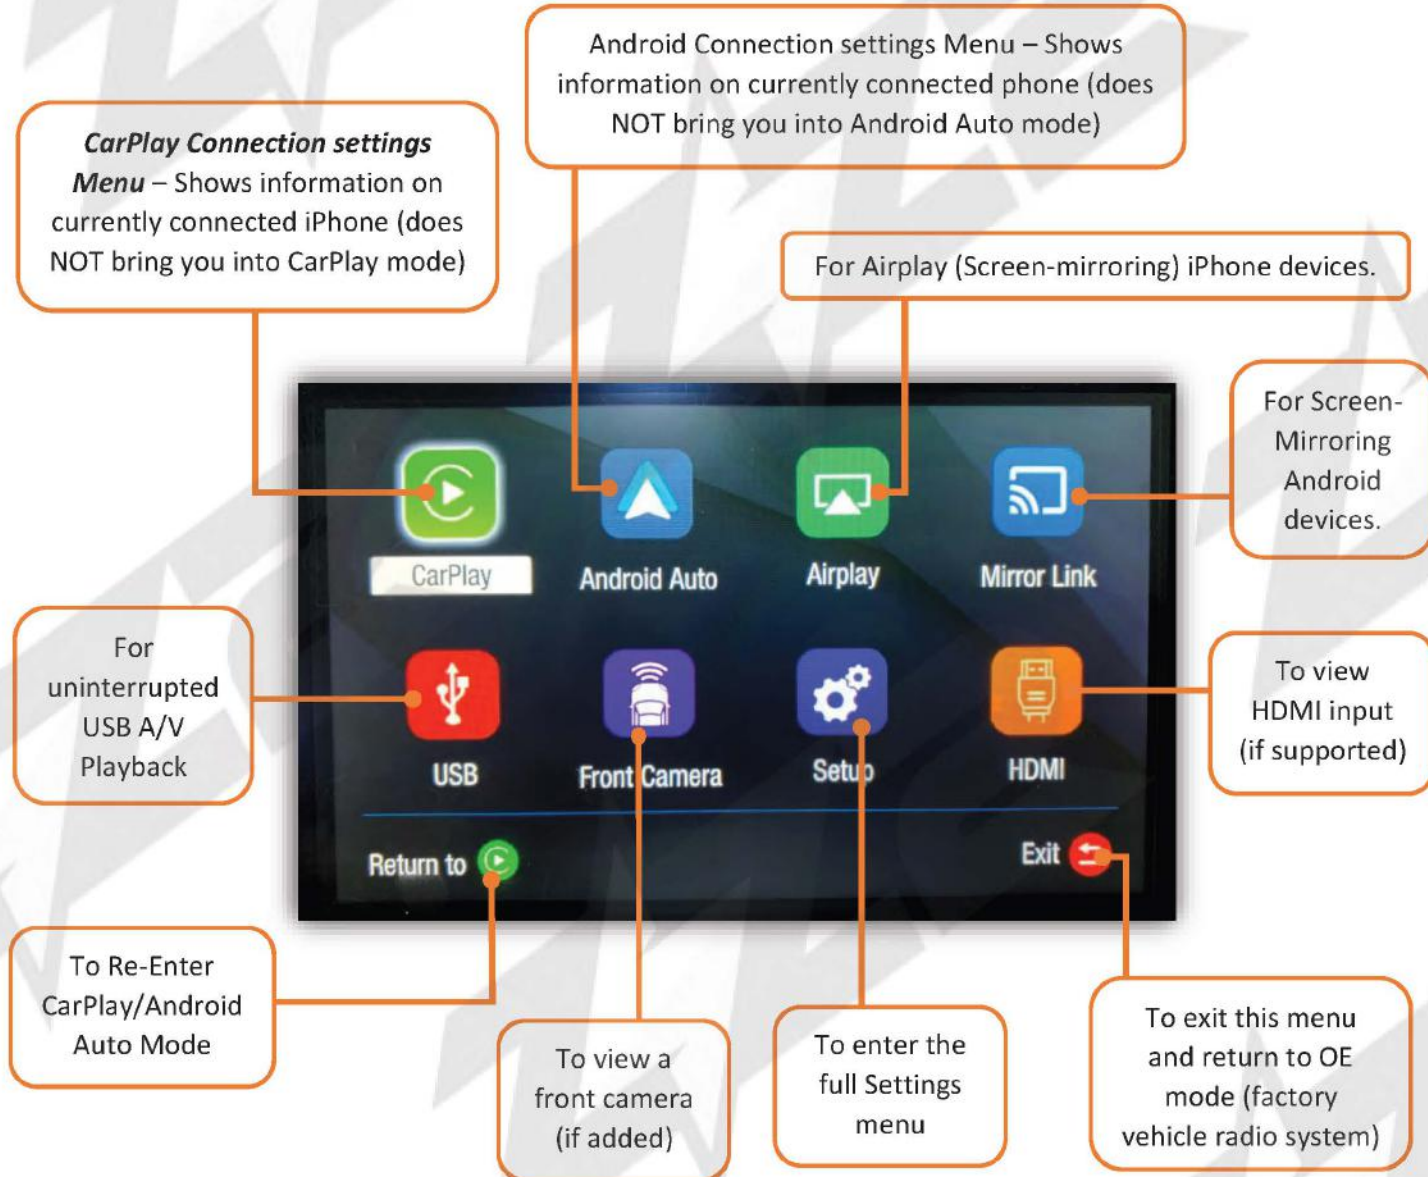 Android Connection settings Menu – Shows
information on currently connected phone (does
NOT bring you into Android Auto mode)
CarPlay Connection settings
Menu – Shows information on
currently connected iPhone (does
NOT bring you into CarPlay mode)
For Airplay (Screen-mirroring) iPhone devices.
For Screen-
Mirroring
Android
devices.
CarPlay
Android Auto
Airplay
Mirror Link
For
uninterrupted
USB A/V
Playback
To view
HDMI input
(if supported)
USB
Front Camera
Setup
HDMI
Return to
Exit
To Re-Enter
CarPlay/Android
Auto Mode
To view a
front camera
(if added)
To enter the
full Settings
menu
To exit this menu
and return to OE
mode (factory
vehicle radio system)